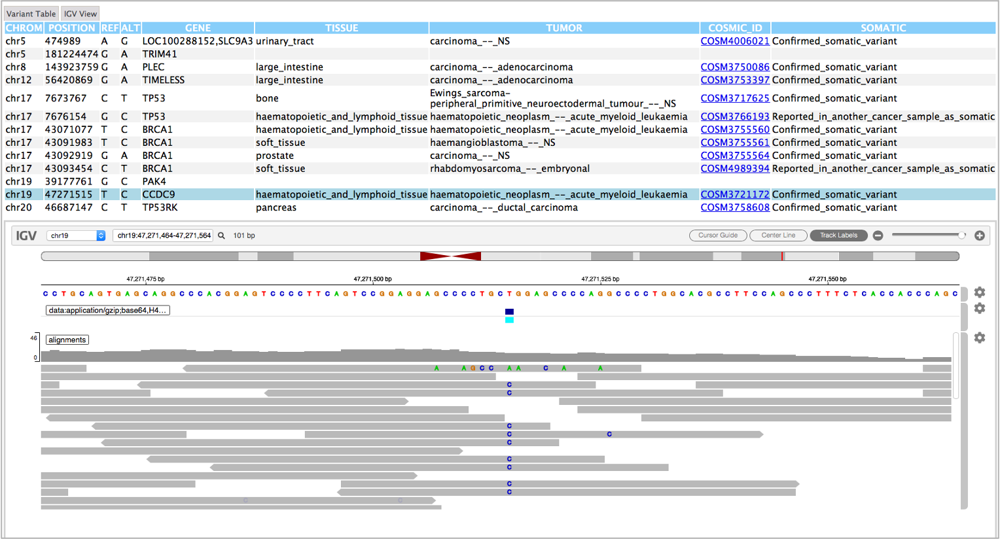 Variant Table IGV View
CHROM POSITION REF ALT GENE TISSUE TUMOR COSMIC_ID SOMATIC
chr5 474989 A G LOC100288152,SLC9A3 urinary_tract carcinoma_--_NS COSM4006021 Confirmed_somatic_variant
chr5 181224474 G A TRIM41
chr8 143923759 G A PLEC large_intestine carcinoma_--_adenocarcinoma COSM3750086 Confirmed_somatic_variant
chr12 56420869 G A TIMELESS large_intestine carcinoma_--_adenocarcinoma COSM3753397 Confirmed_somatic_variant
chr17 7673767 C T TP53 bone Ewings_sarcoma-
peripheral_primitive_neuroectodermal_tumour_--_NS COSM3717625 Confirmed_somatic_variant
chr17 7676154 G C TP53 haematopoietic_and_lymphoid_tissue haematopoietic_neoplasm_--_acute_myeloid_leukaemia COSM3766193 Reported_in_another_cancer_sample_as_somatic
chr17 43071077 T C BRCA1 haematopoietic_and_lymphoid_tissue haematopoietic_neoplasm_--_acute_myeloid_leukaemia COSM3755560 Confirmed_somatic_variant
chr17 43091983 T C BRCA1 soft_tissue haemangioblastoma_--_NS COSM3755561 Confirmed_somatic_variant
chr17 43092919 G A BRCA1 prostate carcinoma_--_NS COSM3755564 Confirmed_somatic_variant
chr17 43093454 C T BRCA1 soft_tissue rhabdomyosarcoma_--_embryonal COSM4989394 Reported_in_another_cancer_sample_as_somatic
chr19 39177761 G C PAK4
chr19 47271515 T C CCDC9 haematopoietic_and_lymphoid_tissue haematopoietic_neoplasm_--_acute_myeloid_leukaemia COSM3721172 Confirmed_somatic_variant
chr20 46687147 C T TP53RK pancreas carcinoma_--_ductal_carcinoma COSM3758608 Confirmed_somatic_variant
IGV chr19 chr19:47,271,464-47,271,564 101 bp Cursor Guide Center Line Track Labels
47,271,475 bp 47,271,500 bp 47,271,525 bp 47,271,550 bp
C C T G C A G T G A G C A G G C C C A C G G A G T C C C C T T C A G T C C G G A G G A G C C C C T G C T G G A G C C C C A G G C C C C T G G C A C G C C T T C C A G C C C T T T C T C A C C A C C C A G C
data:application/gzip;base64,H4...
46
alignments
0
A A G C C A A C A A
C
C
C
C C
C
C
C
C
C
C C